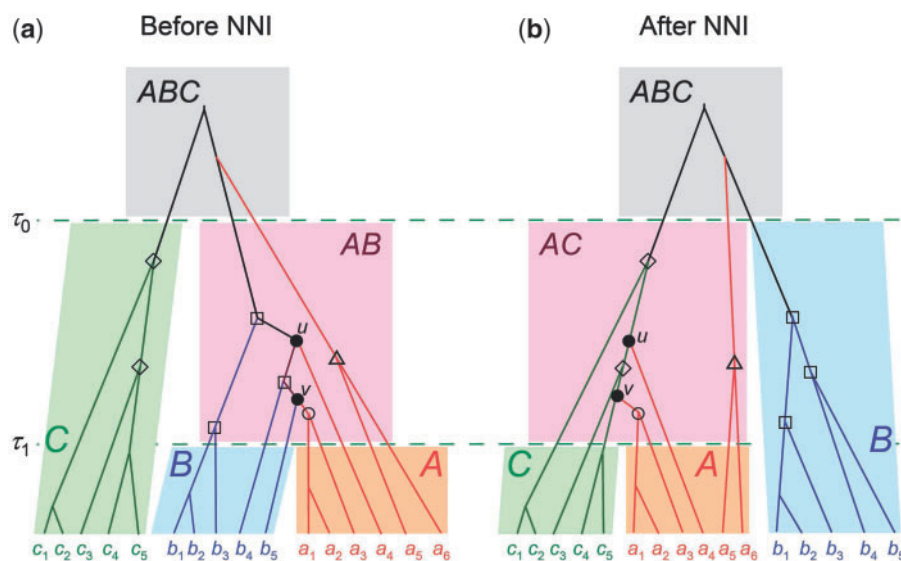 (a) Before NNI (b) After NNI
ABC ABC
τ0
AB AC
u u
v v
τ1
C B A C A B
c1 c2 c3 c4 c5 b1 b2 b3 b4 b5 a1 a2 a3 a4 a5 a6 c1 c2 c3 c4 c5 a1 a2 a3 a4 a5 a6 b1 b2 b3 b4 b5